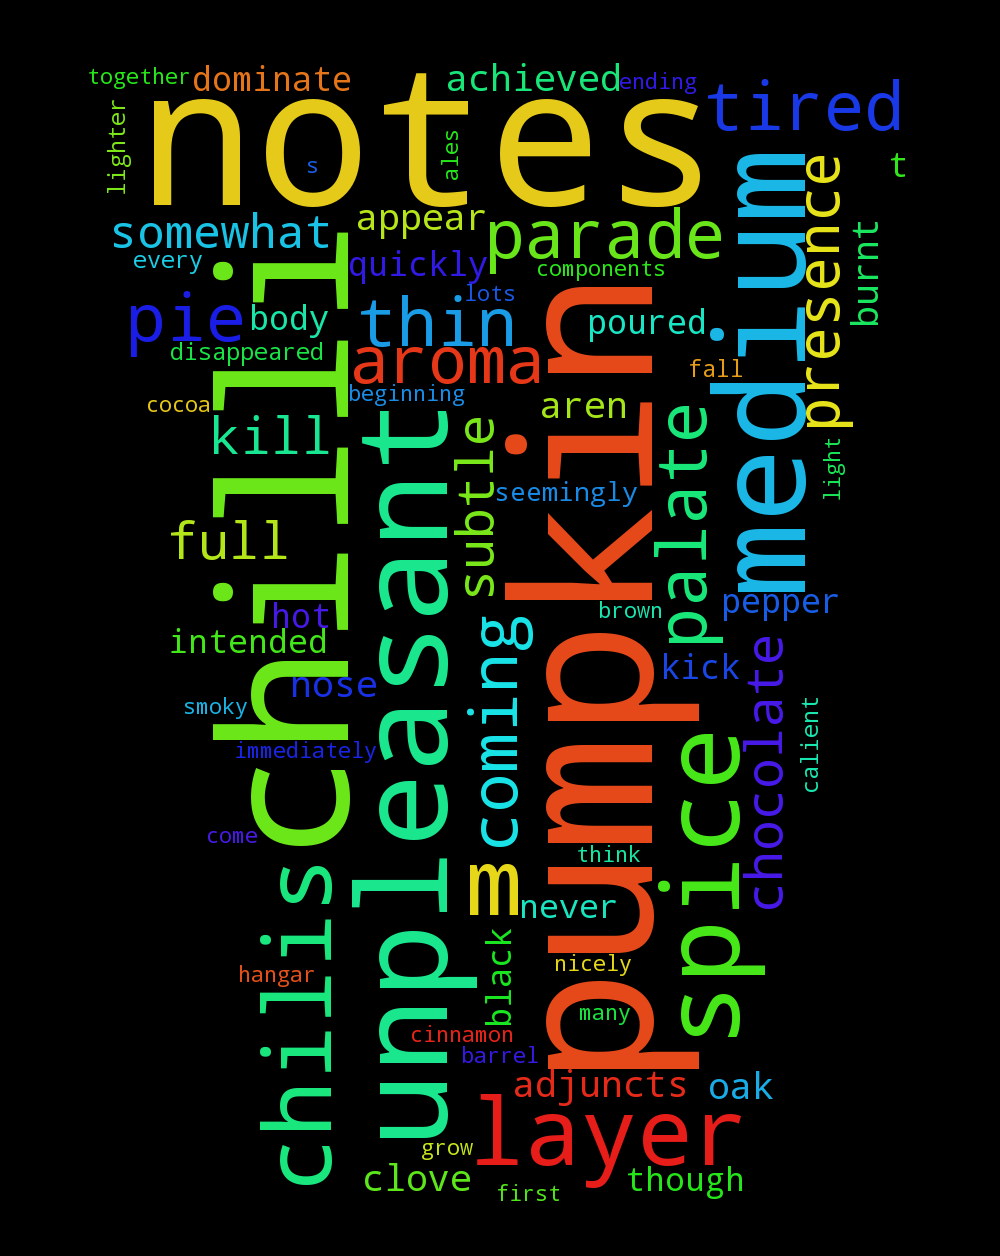 together
dominate
achieved
ending
tired
notes
lighter
s
ales
t
somewhat
appear
parade
medium
presence
every
quickly
components
burnt
chilli
pie
body
thin
lots
poured
disappeared
aroma
fall
cocoa
beginning
aren
kill
unpleasant
subtle
pumpkin
palate
light
seemingly
full
hot
brown
pepper
intended
coming
kick
nose
chocolate
smoky
calient
immediately
spice
come
think
m
never
chilis
black
nicely
hangar
many
cinnamon
barrel
adjuncts
oak
layer
grow
clove
first
though